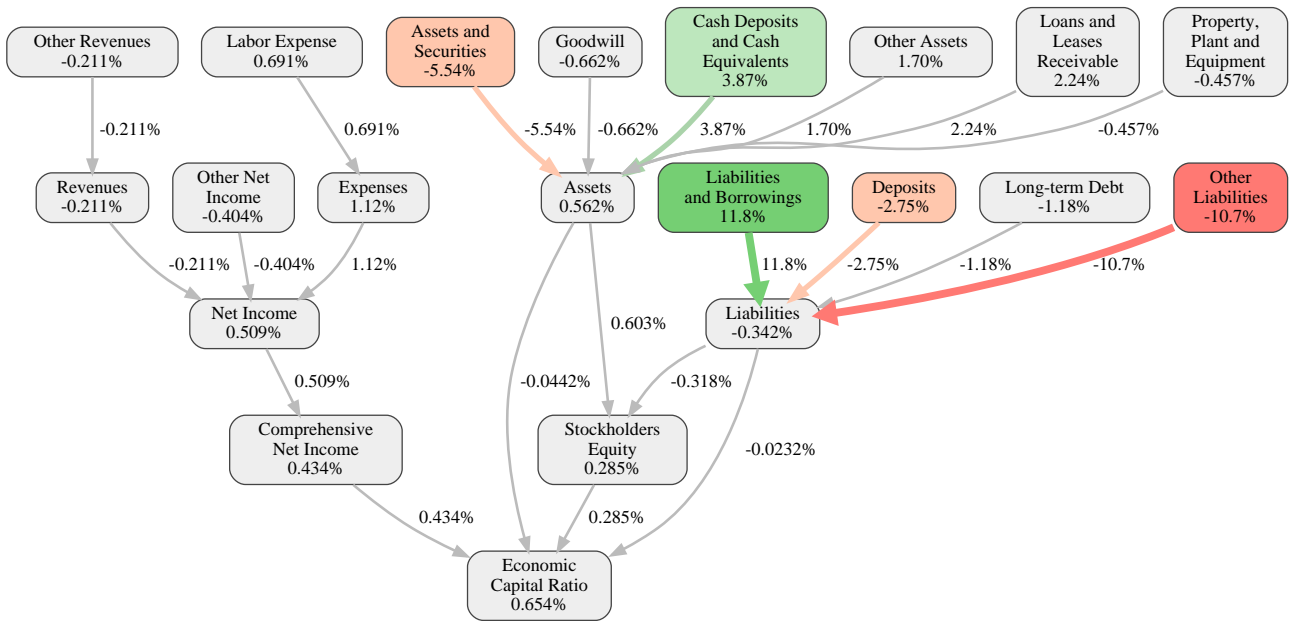 Other Revenues
-0.211%
Labor Expense
0.691%
Assets and
Securities
-5.54%
Goodwill
-0.662%
Cash Deposits
and Cash
Equivalents
3.87%
Other Assets
1.70%
Loans and
Leases
Receivable
2.24%
Property,
Plant and
Equipment
-0.457%
-0.211%
0.691%
-5.54%
-0.662%
3.87%
1.70%
2.24%
-0.457%
Revenues
-0.211%
Other Net
Income
-0.404%
Expenses
1.12%
Assets
0.562%
Liabilities
and Borrowings
11.8%
Deposits
-2.75%
Long-term Debt
-1.18%
Other
Liabilities
-10.7%
-0.211%
-0.404%
1.12%
11.8%
-2.75%
-1.18%
-10.7%
Net Income
0.509%
0.603%
Liabilities
-0.342%
0.509%
-0.0442%
-0.318%
Comprehensive
Net Income
0.434%
Stockholders
Equity
0.285%
-0.0232%
0.434%
0.285%
Economic
Capital Ratio
0.654%